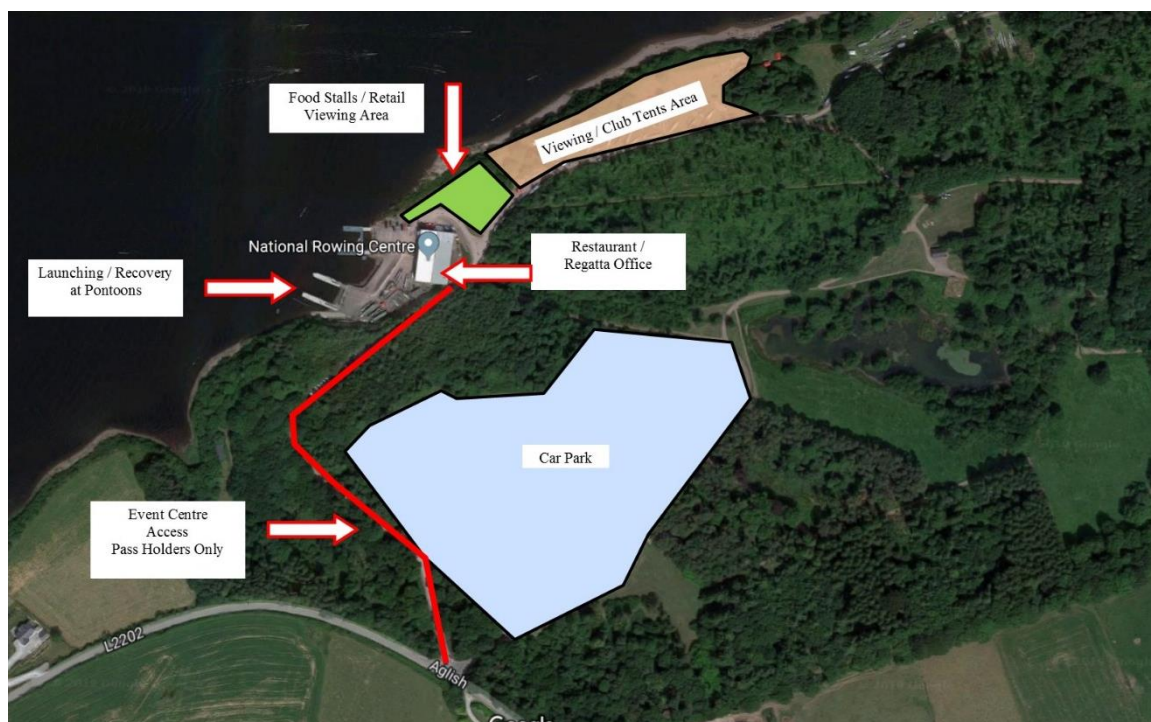 Food Stalls / Retail
Viewing Area
Viewing / Club Tents Area
National Rowing Centre
Restaurant /
Regatta Office
Launching / Recovery
at Pontoons
Car Park
Event Centre
Access
Pass Holders Only
L2202
Aglish